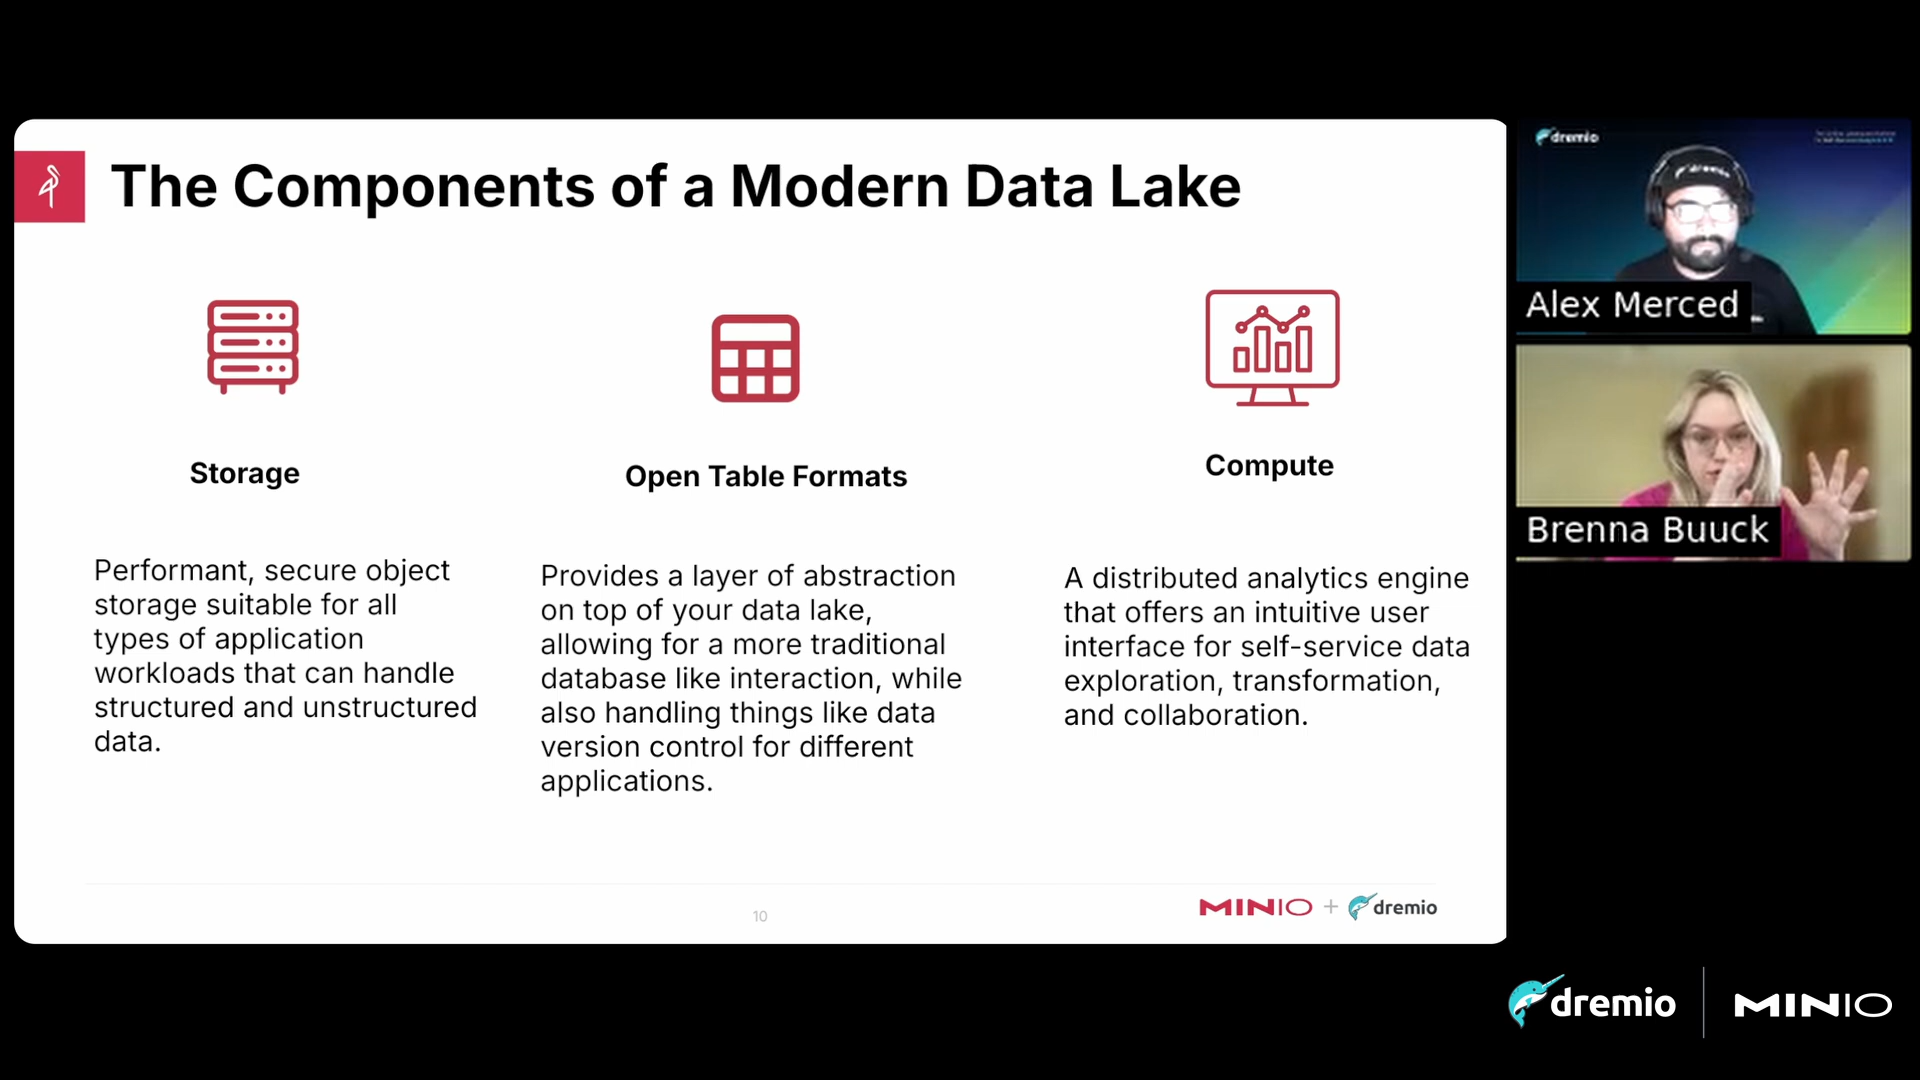 The Components of a Modern Data Lake
Storage
Performant, secure object
storage suitable for all
types of application
workloads that can handle
structured and unstructured
data.
Open Table Formats
Provides a layer of abstraction
on top of your data lake,
allowing for a more traditional
database like interaction, while
also handling things like data
version control for different
applications.
Compute
A distributed analytics engine
that offers an intuitive user
interface for self-service data
exploration, transformation,
and collaboration.
10
MINIO + dremio
dremio
dremio
Alex Merced
Brenna Buuck
dremio | MINIO